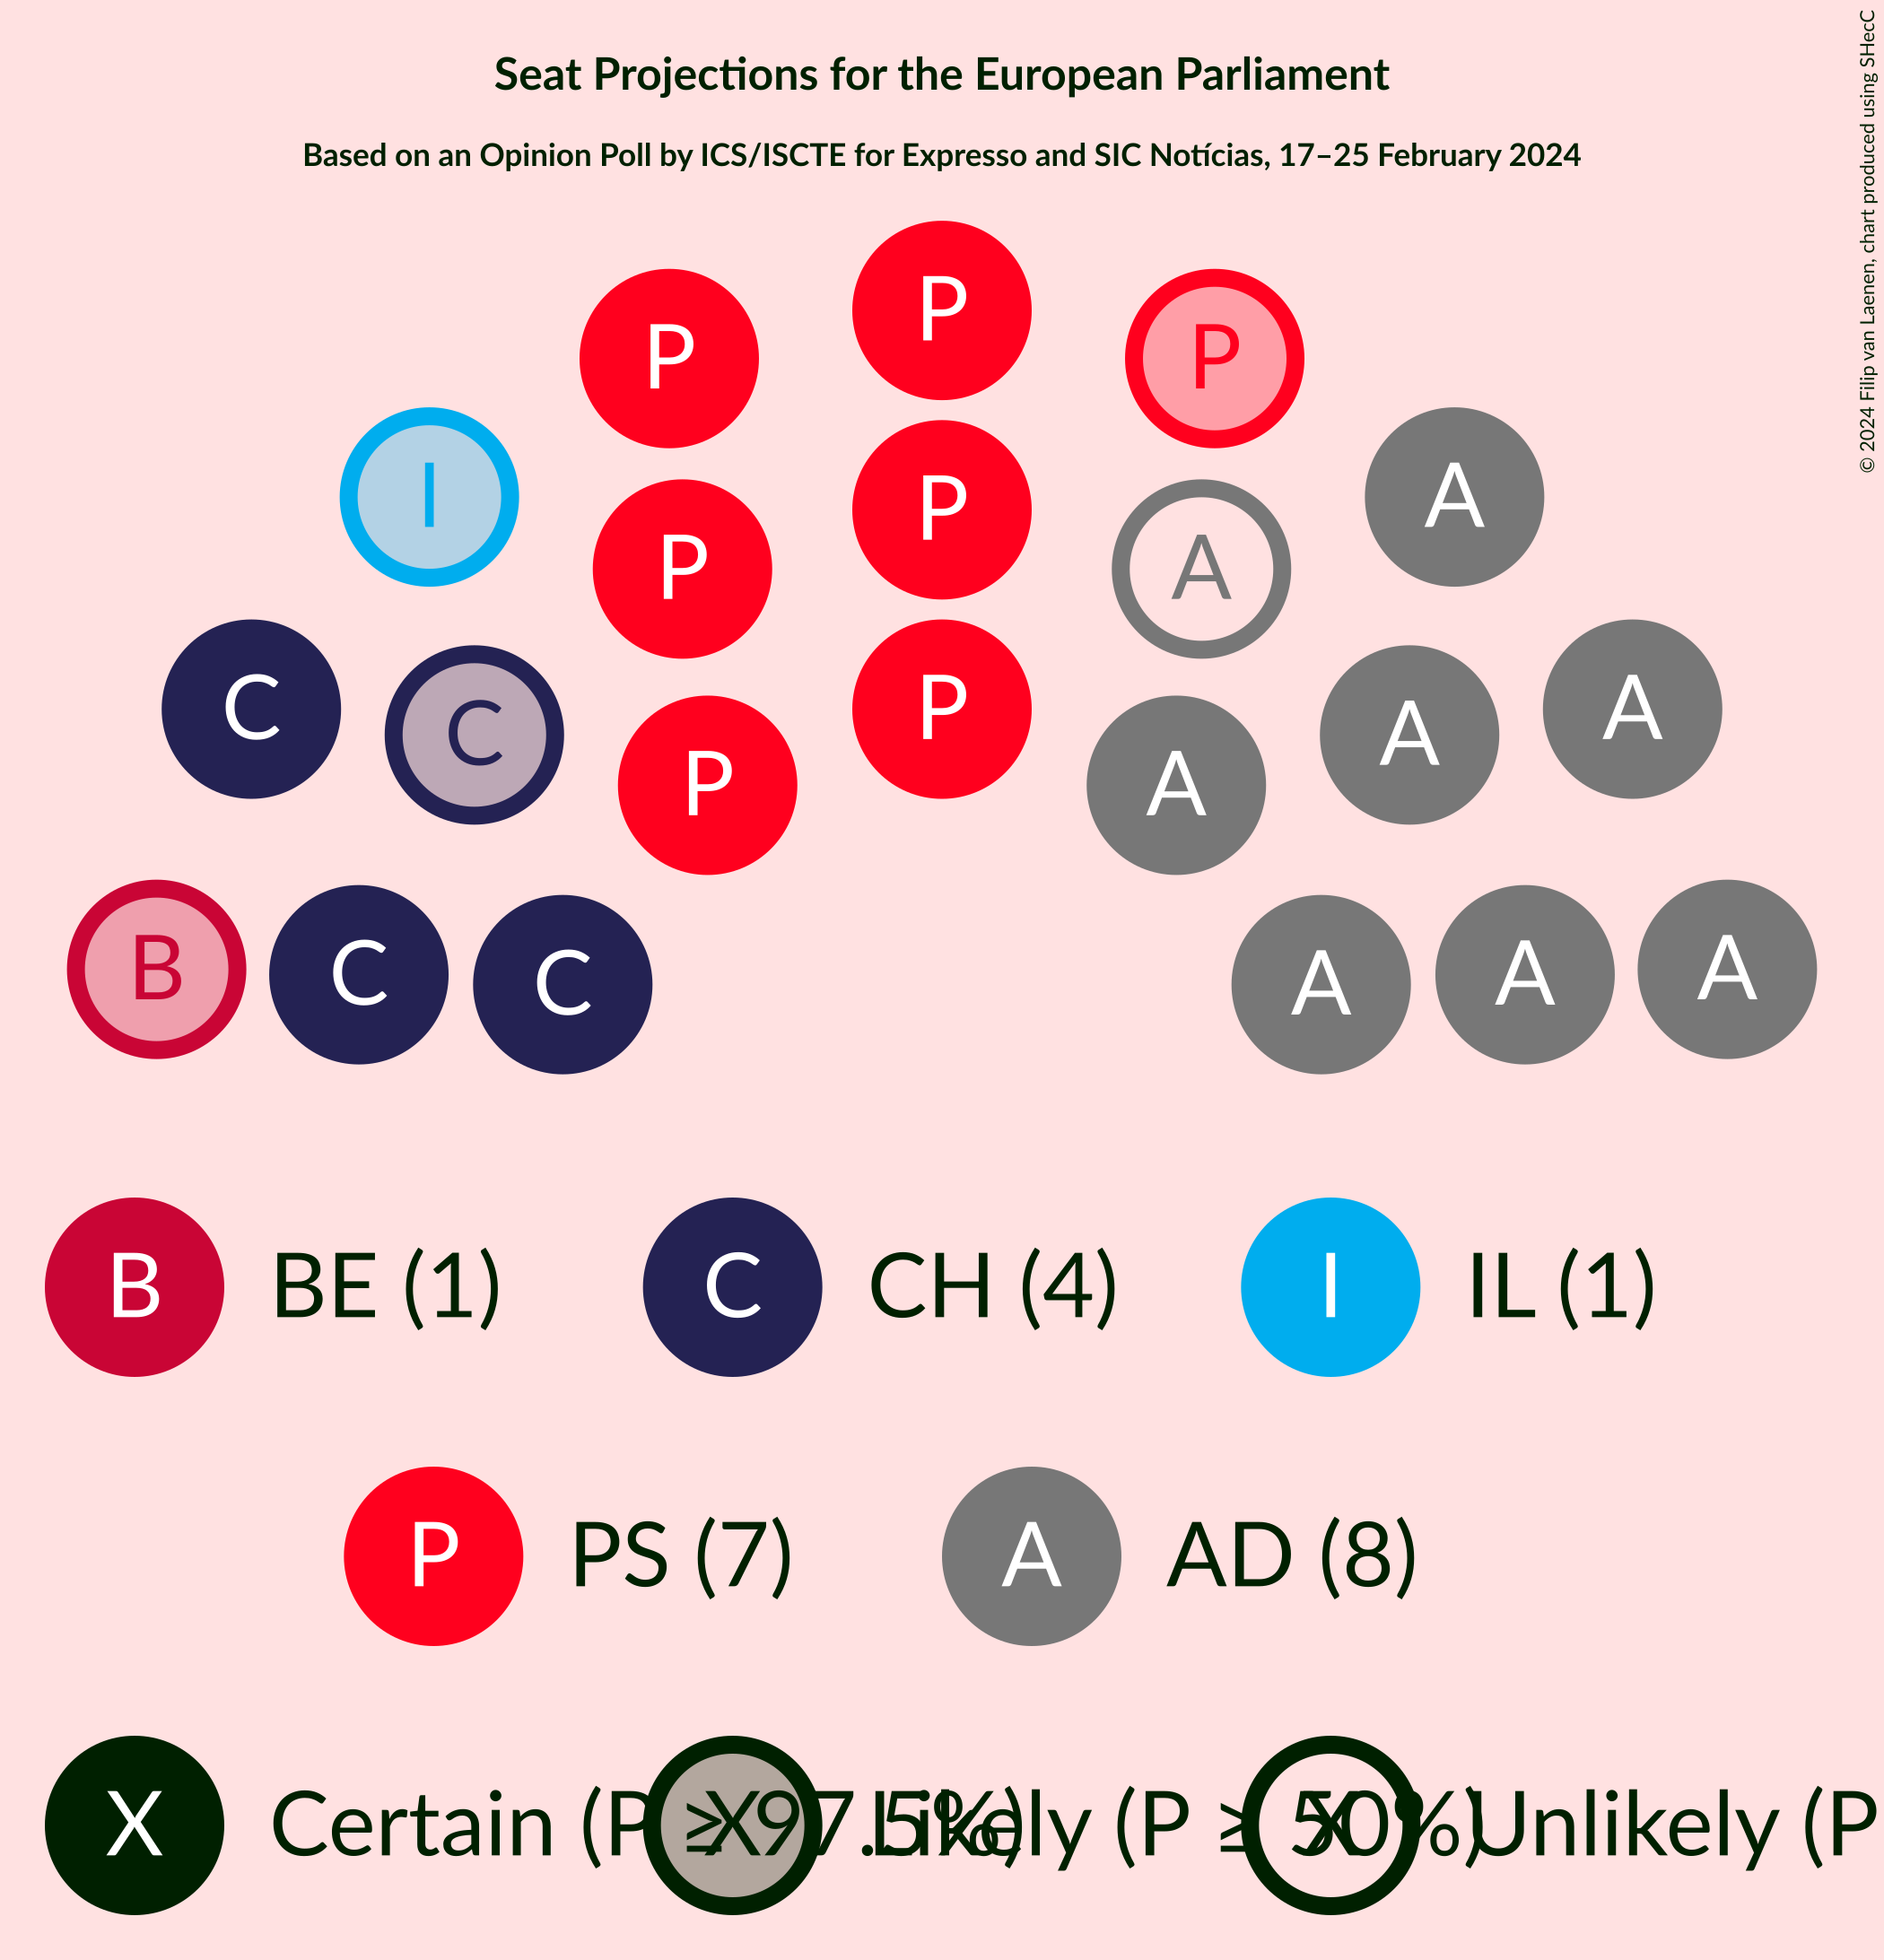 Seat Projections for the European Parliament
Based on an Opinion Poll by ICS/ISCTE for Expresso and SIC Notícias, 17–25 February 2024
© 2024 Filip van Laenen, chart produced using SHecC
P
P
P
I
P
P
A
A
C
C
P
P
A
A
A
B
C
C
A
A
A
B BE (1) C CH (4) I IL (1)
P PS (7) A AD (8)
X Certain (P ≥ 97.5%) X Likely (P ≥ 50%) X Unlikely (P